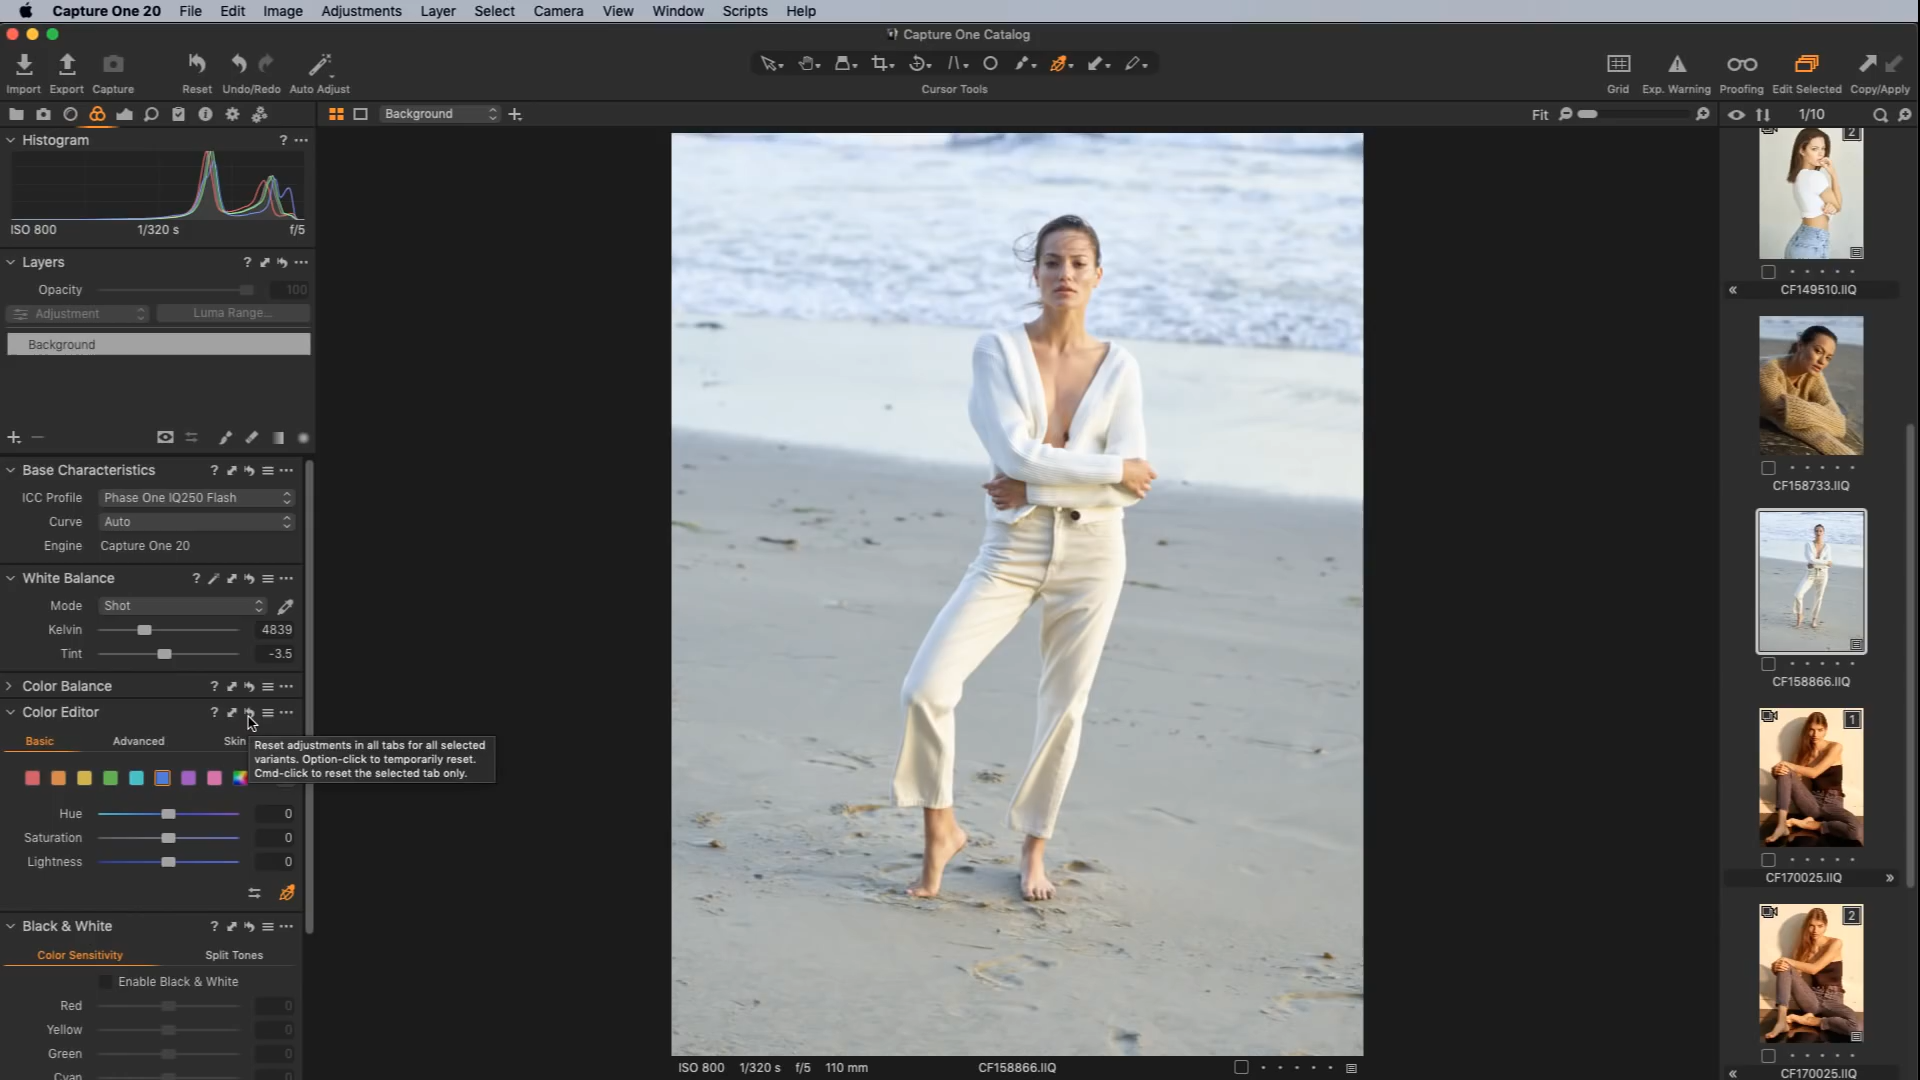 Capture One 20 File Edit Image Adjustments Layer Select Camera View Window Scripts Help
Capture One Catalog
Import Export Capture Reset Undo/Redo Auto Adjust Cursor Tools Grid Exp. Warning Proofing Edit Selected Copy/Apply
Background Fit 1/10
Histogram
ISO 800 1/320 s f/5
Layers
Opacity 100
Adjustment Luma Range...
Background
Base Characteristics
ICC Profile Phase One IQ250 Flash
Curve Auto
Engine Capture One 20
White Balance
Mode Shot
Kelvin 4839
Tint -3.5
Color Balance
Color Editor
Basic Advanced Skin
Reset adjustments in all tabs for all selected
variants. Option-click to temporarily reset.
Cmd-click to reset the selected tab only.
Hue 0
Saturation 0
Lightness 0
Black & White
Color Sensitivity Split Tones
Enable Black & White
Red 0
Yellow 0
Green 0
Cyan
ISO 800 1/320 s f/5 110 mm CF158866.IIQ
2
CF149510.IIQ
CF158733.IIQ
CF158866.IIQ
1
CF170025.IIQ
2
CF170025.IIQ